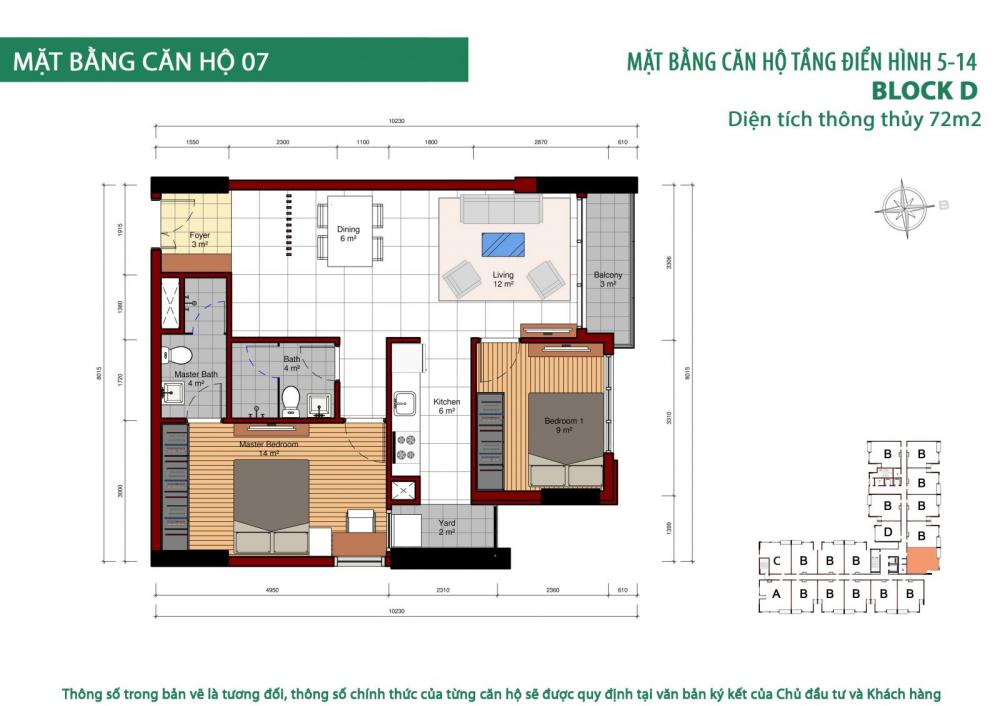 MẶT BẰNG CĂN HỘ 07
MẶT BẰNG CĂN HỘ TẦNG ĐIỂN HÌNH 5-14
BLOCK D
Diện tích thông thủy 72m2
10230
1550 2300 1100 1800 2870 610
B
8015
1915
1380
1720
3000
3306
3310
1399
8015
Foyer
3 m²
Dining
6 m²
Living
12 m²
Balcony
3 m²
Master Bath
4 m²
Bath
4 m²
Kitchen
6 m²
Bedroom 1
9 m²
Master Bedroom
14 m²
Yard
2 m²
4950 2310 2360 610
10230
B B
B
B B
D B
C B B B
A B B B B B
Thông số trong bản vẽ là tương đối, thông số chính thức của từng căn hộ sẽ được quy định tại văn bản ký kết của Chủ đầu tư và Khách hàng